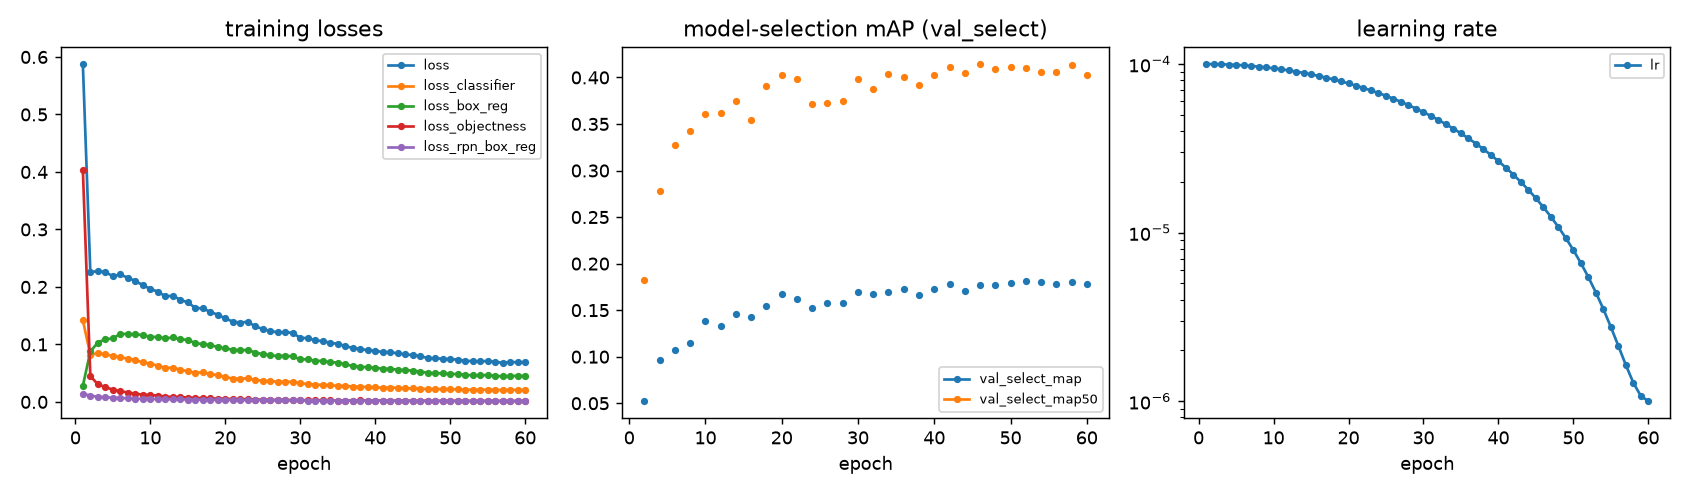 training losses
0.6
0.5
0.4
0.3
0.2
0.1
0.0
0 10 20 30 40 50 60
epoch
loss
loss_classifier
loss_box_reg
loss_objectness
loss_rpn_box_reg
model-selection mAP (val_select)
0.40
0.35
0.30
0.25
0.20
0.15
0.10
0.05
0 10 20 30 40 50 60
epoch
val_select_map
val_select_map50
learning rate
10⁻⁴
10⁻⁵
10⁻⁶
0 10 20 30 40 50 60
epoch
lr